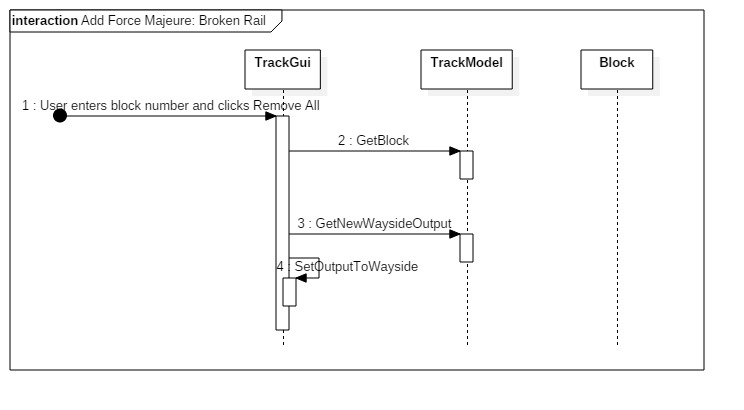 interaction Add Force Majeure: Broken Rail
TrackGui
TrackModel
Block
1 : User enters block number and clicks Remove All
2 : GetBlock
3 : GetNewWaysideOutput
4 : SetOutputToWayside